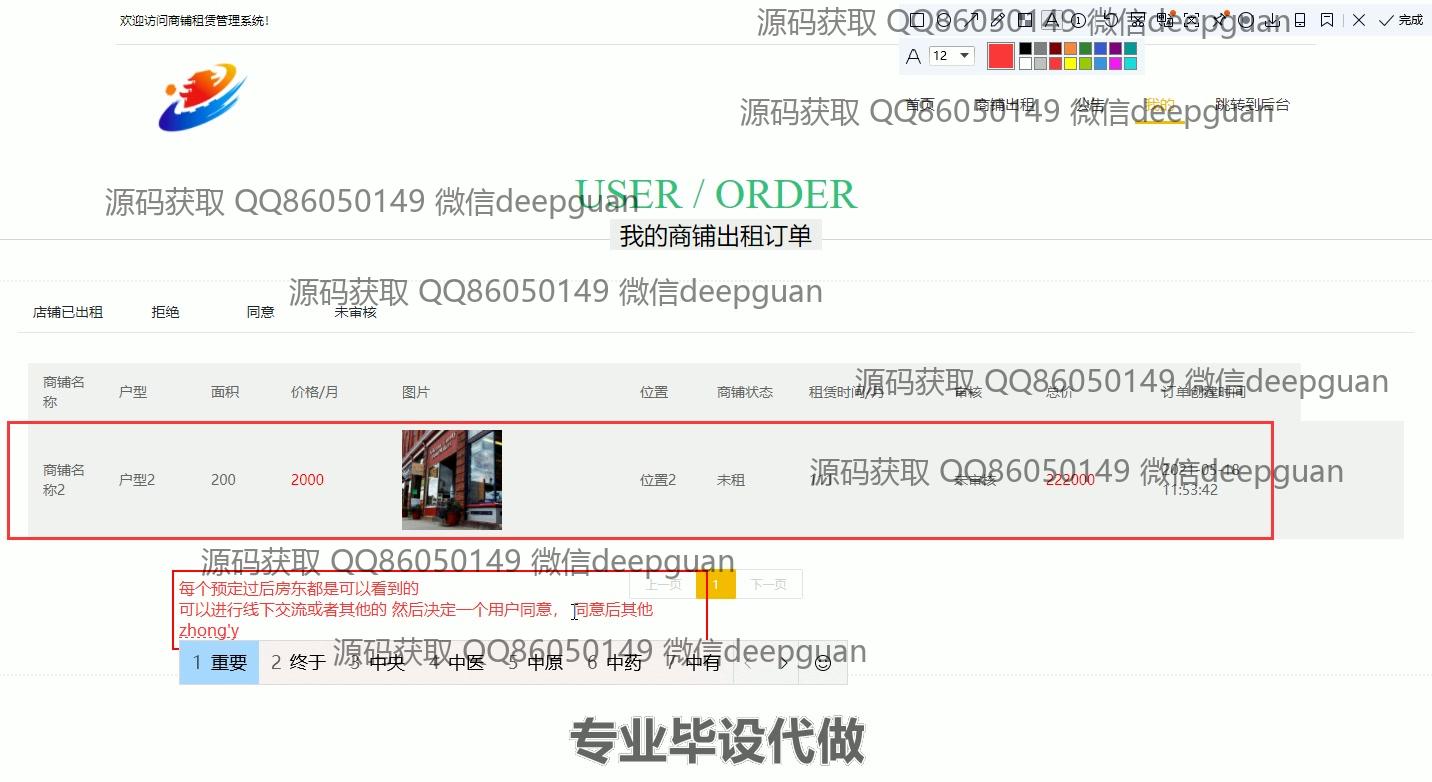 欢迎访问商铺租赁管理系统！
源码获取 QQ86050149 微信deepguan
完成
A 12
首页 商铺出租 公告 我的 跳转到后台
源码获取 QQ86050149 微信deepguan
USER / ORDER
源码获取 QQ86050149 微信deepguan
我的商铺出租订单
源码获取 QQ86050149 微信deepguan
店铺已出租 拒绝 同意 未审核
商铺名称 户型 面积 价格/月 图片 位置 商铺状态 租赁时间/月 审核 总价 订单创建时间
源码获取 QQ86050149 微信deepguan
商铺名称2 户型2 200 2000 位置2 未租 111 未审核 222000 2021-05-18 11:53:42
源码获取 QQ86050149 微信deepguan
源码获取 QQ86050149 微信deepguan
上一页 1 下一页
每个预定过后房东都是可以看到的
可以进行线下交流或者其他的 然后决定一个用户同意， 同意后其他
zhong'y
源码获取 QQ86050149 微信deepguan
1 重要 2 终于 3 中央 4 中医 5 中原 6 中药 7 中有
专业毕设代做